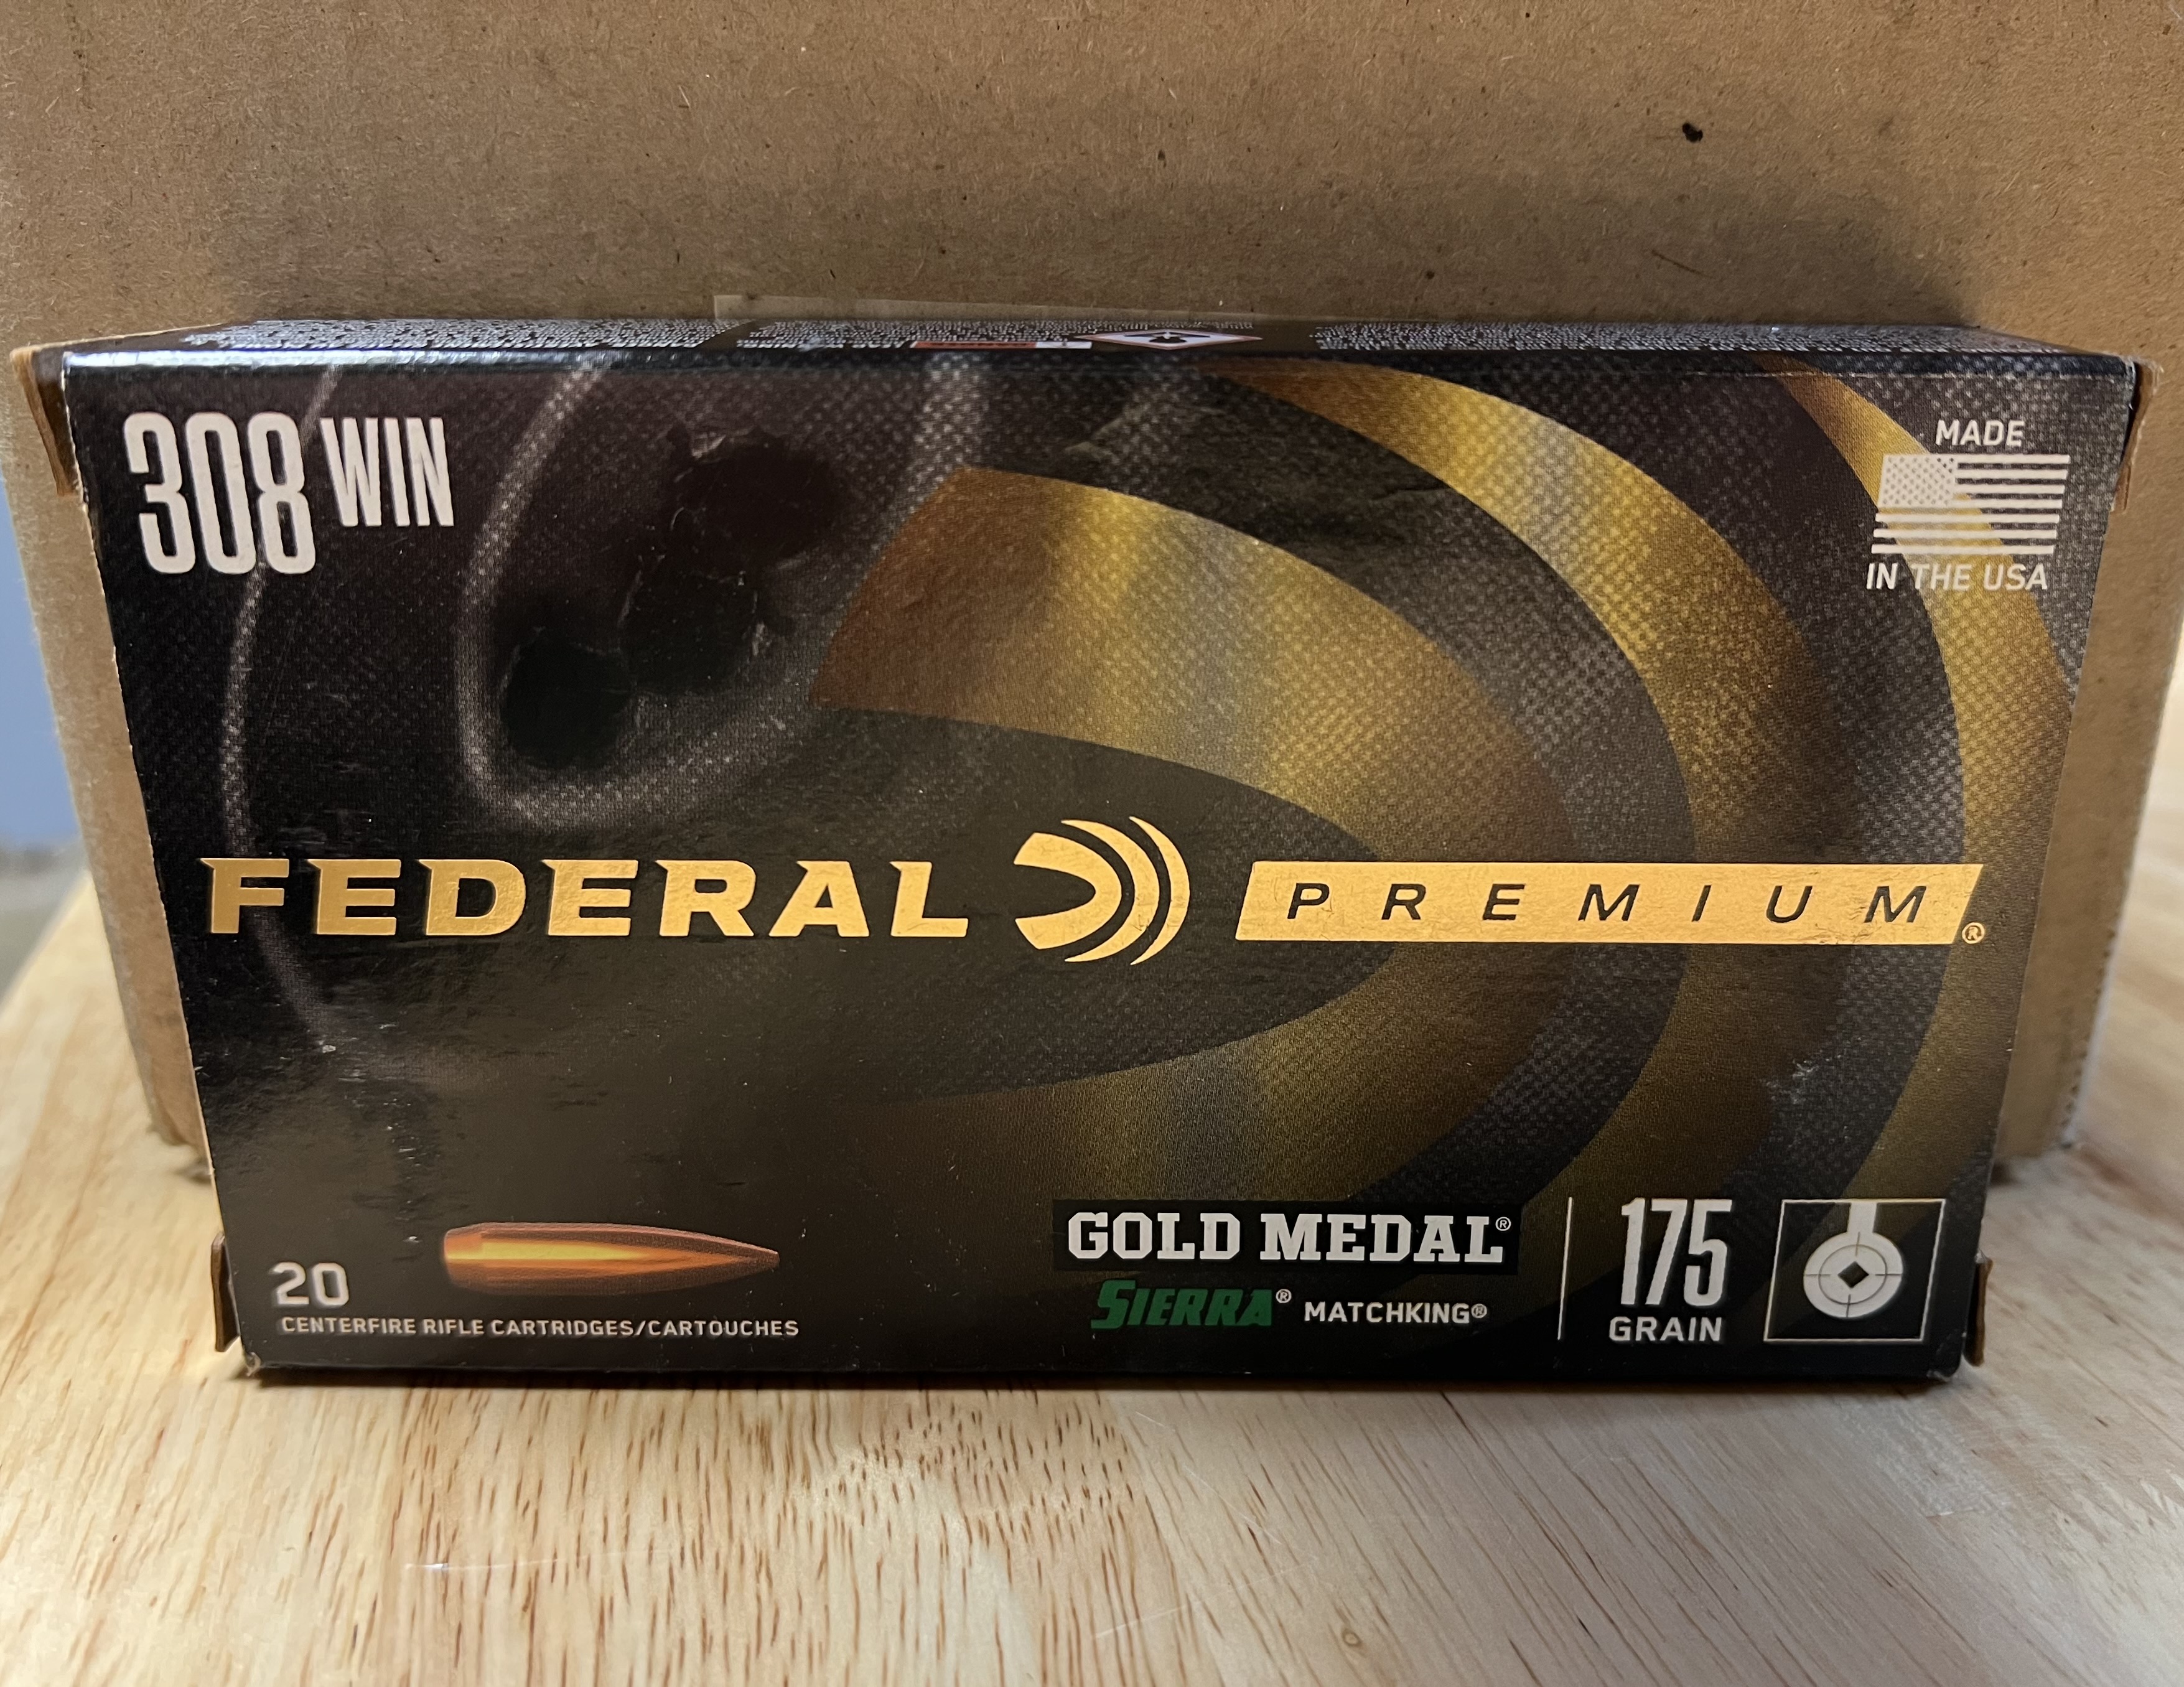 308 WIN
MADE
IN THE USA
FEDERAL PREMIUM®
20
CENTERFIRE RIFLE CARTRIDGES/CARTOUCHES
GOLD MEDAL®
SIERRA® MATCHKING®
175
GRAIN